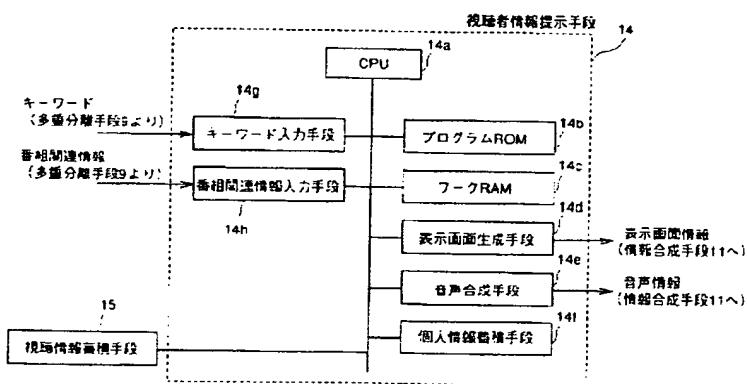 視聴者情報提示手段
14
CPU
14a
14g
キーワード
(多重分離手段9より)
キーワード入力手段
プログラムROM
14b
番組関連情報
(多重分離手段9より)
番組関連情報入力手段
14h
ワークRAM
14c
表示画面生成手段
14d
表示画面情報
(情報合成手段11へ)
音声合成手段
14e
音声情報
(情報合成手段11へ)
15
視聴情報蓄積手段
個人情報蓄積手段
14f